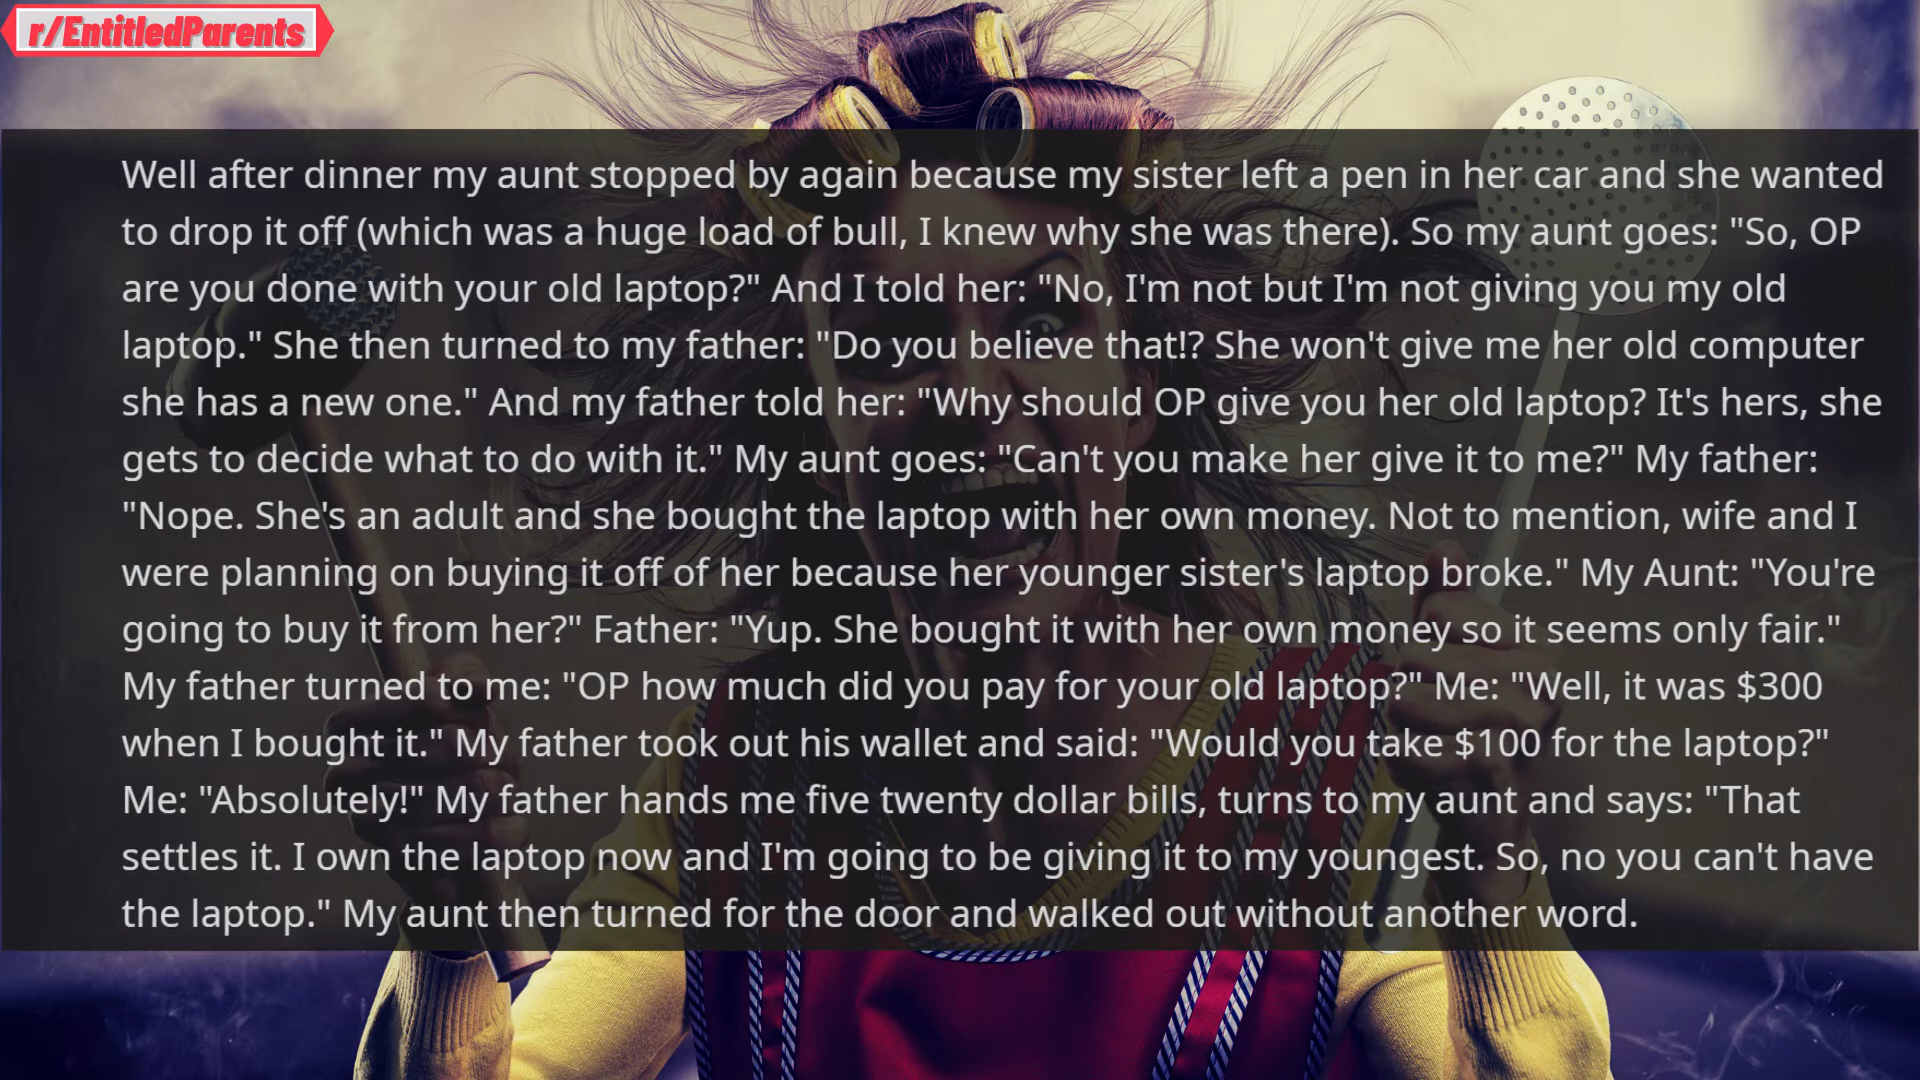 r/EntitledParents
Well after dinner my aunt stopped by again because my sister left a pen in her car and she wanted
to drop it off (which was a huge load of bull, I knew why she was there). So my aunt goes: "So, OP
are you done with your old laptop?" And I told her: "No, I'm not but I'm not giving you my old
laptop." She then turned to my father: "Do you believe that!? She won't give me her old computer
she has a new one." And my father told her: "Why should OP give you her old laptop? It's hers, she
gets to decide what to do with it." My aunt goes: "Can't you make her give it to me?" My father:
"Nope. She's an adult and she bought the laptop with her own money. Not to mention, wife and I
were planning on buying it off of her because her younger sister's laptop broke." My Aunt: "You're
going to buy it from her?" Father: "Yup. She bought it with her own money so it seems only fair."
My father turned to me: "OP how much did you pay for your old laptop?" Me: "Well, it was $300
when I bought it." My father took out his wallet and said: "Would you take $100 for the laptop?"
Me: "Absolutely!" My father hands me five twenty dollar bills, turns to my aunt and says: "That
settles it. I own the laptop now and I'm going to be giving it to my youngest. So, no you can't have
the laptop." My aunt then turned for the door and walked out without another word.